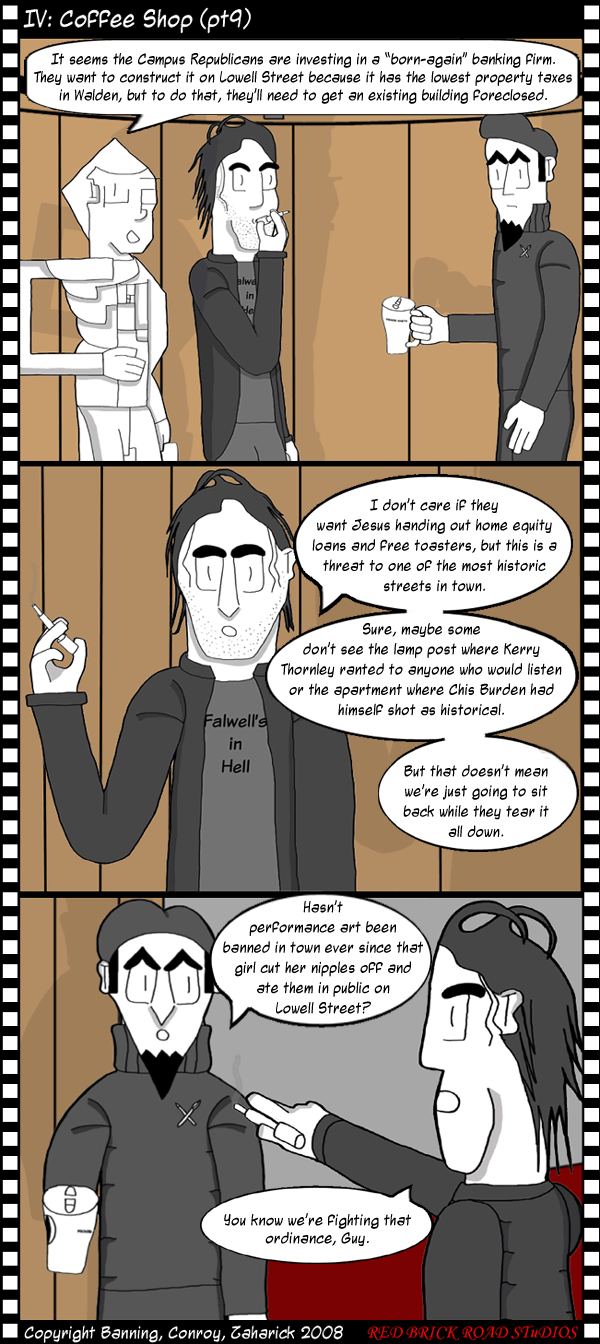 IV: Coffee Shop (pt9)
It seems the Campus Republicans are investing in a “born-again” banking firm.
They want to construct it on Lowell Street because it has the lowest property taxes
in Walden, but to do that, they'll need to get an existing building foreclosed.
Falwe
in
He
I don't care if they
want Jesus handing out home equity
loans and free toasters, but this is a
threat to one of the most historic
streets in town.
Sure, maybe some
don't see the lamp post where Kerry
Thornley ranted to anyone who would listen
or the apartment where Chis Burden had
himself shot as historical.
Falwell's
in
Hell
But that doesn't mean
we're just going to sit
back while they tear it
all down.
Hasn't
performance art been
banned in town ever since that
girl cut her nipples off and
ate them in public on
Lowell Street?
You know we're fighting that
ordinance, Guy.
Copyright Banning, Conroy, Zaharick 2008
RED BRICK ROAD STuDIOS